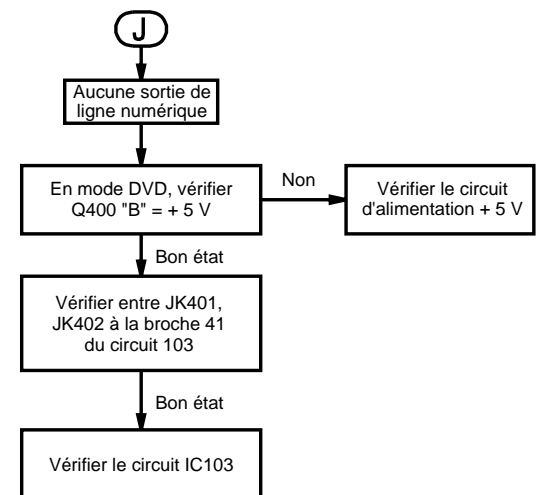 J
Aucune sortie de
ligne numérique
En mode DVD, vérifier
Q400 "B" = + 5 V
Non
Vérifier le circuit
d'alimentation + 5 V
Bon état
Vérifier entre JK401,
JK402 à la broche 41
du circuit 103
Bon état
Vérifier le circuit IC103